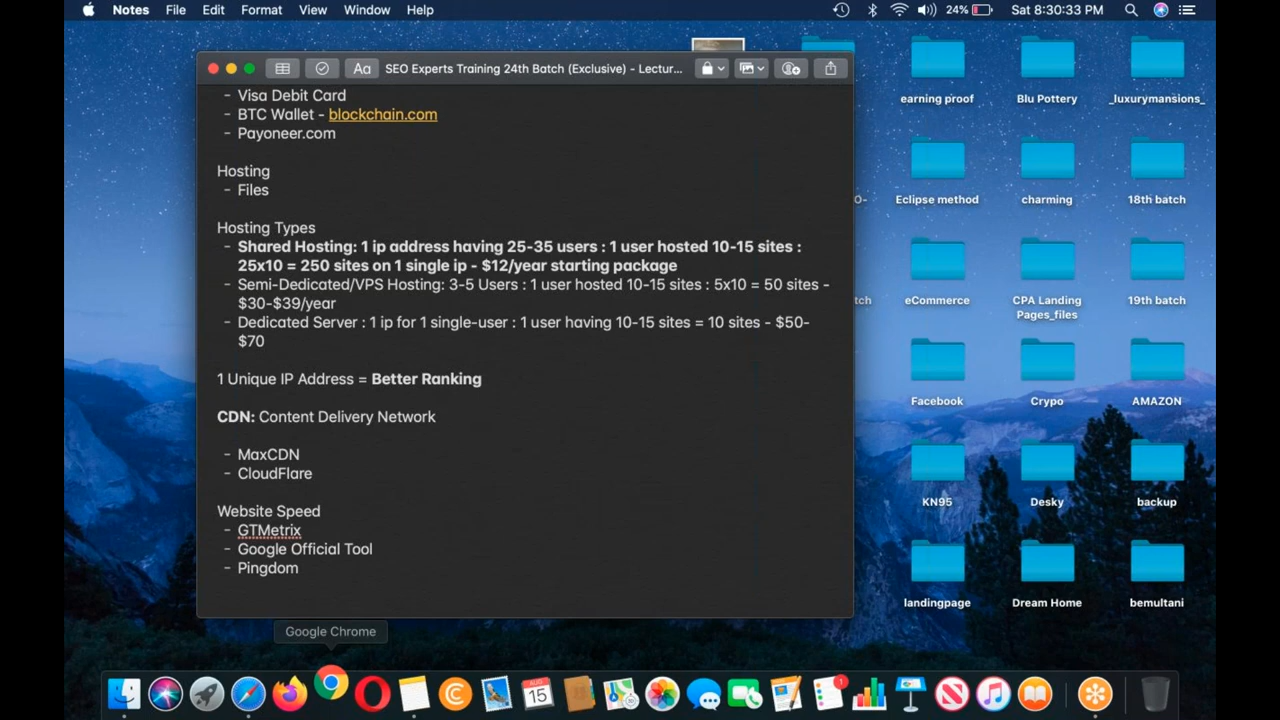 Notes File Edit Format View Window Help 24% Sat 8:30:33 PM
Aa SEO Experts Training 24th Batch (Exclusive) - Lectur...
- Visa Debit Card
- BTC Wallet - blockchain.com
- Payoneer.com
Hosting
- Files
Hosting Types
- Shared Hosting: 1 ip address having 25-35 users : 1 user hosted 10-15 sites :
25x10 = 250 sites on 1 single ip - $12/year starting package
- Semi-Dedicated/VPS Hosting: 3-5 Users : 1 user hosted 10-15 sites : 5x10 = 50 sites -
$30-$39/year
- Dedicated Server : 1 ip for 1 single-user : 1 user having 10-15 sites = 10 sites - $50-
$70
1 Unique IP Address = Better Ranking
CDN: Content Delivery Network
- MaxCDN
- CloudFlare
Website Speed
- GTMetrix
- Google Official Tool
- Pingdom
earning proof Blu Pottery _luxurymansions_
O- Eclipse method charming 18th batch
tch eCommerce CPA Landing 19th batch
Pages_files
Facebook Crypo AMAZON
KN95 Desky backup
landingpage Dream Home bemultani
Google Chrome
AUG
15
1